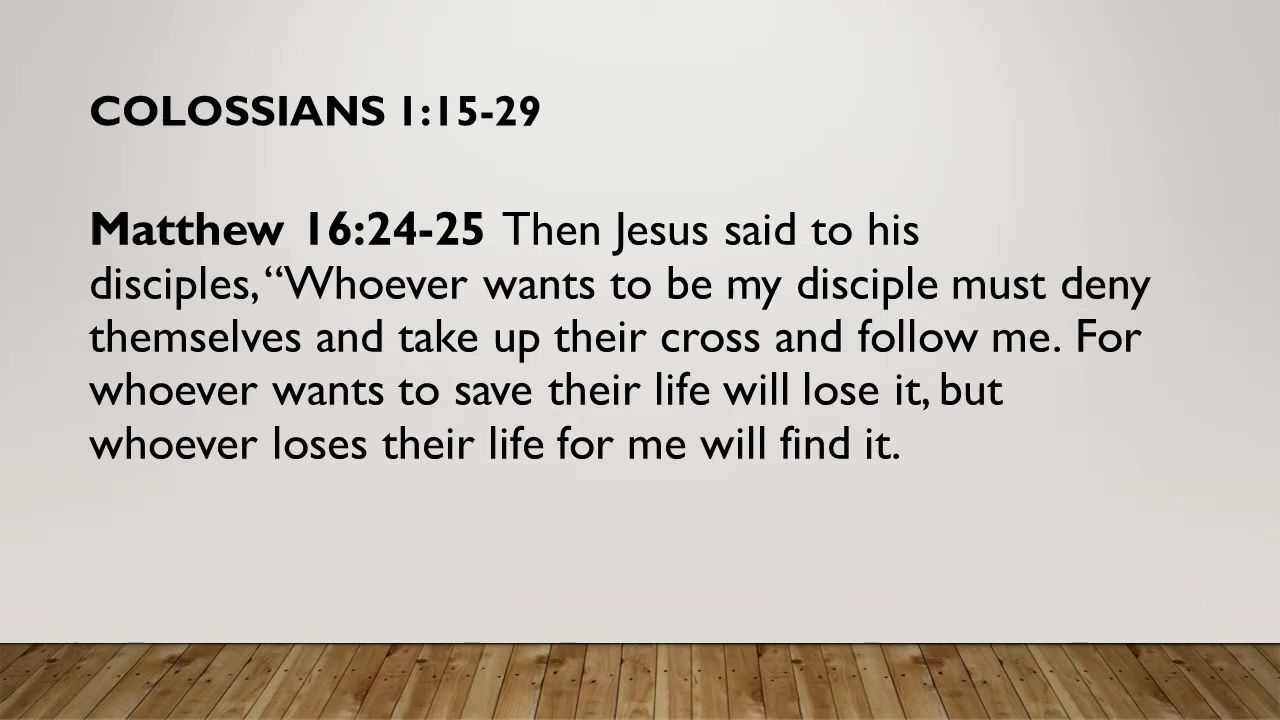 COLOSSIANS 1:15-29
Matthew 16:24-25 Then Jesus said to his
disciples, “Whoever wants to be my disciple must deny
themselves and take up their cross and follow me. For
whoever wants to save their life will lose it, but
whoever loses their life for me will find it.